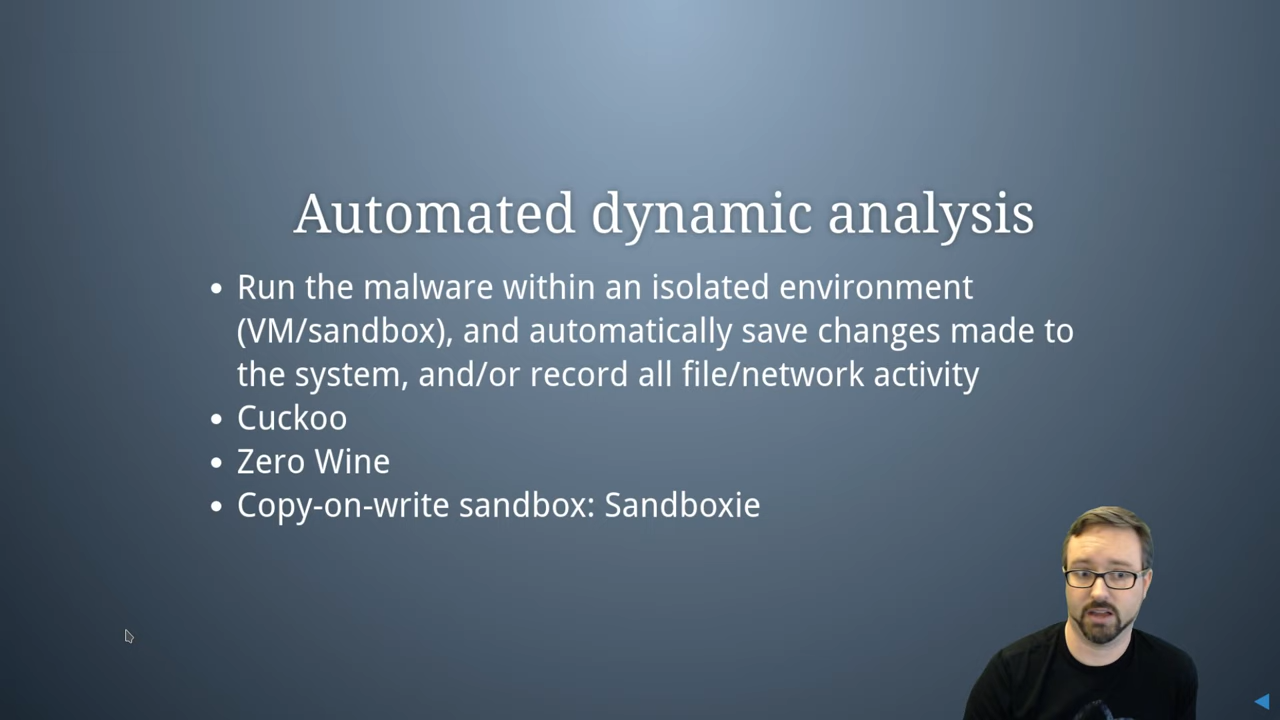 Automated dynamic analysis
• Run the malware within an isolated environment
(VM/sandbox), and automatically save changes made to
the system, and/or record all file/network activity
• Cuckoo
• Zero Wine
• Copy-on-write sandbox: Sandboxie